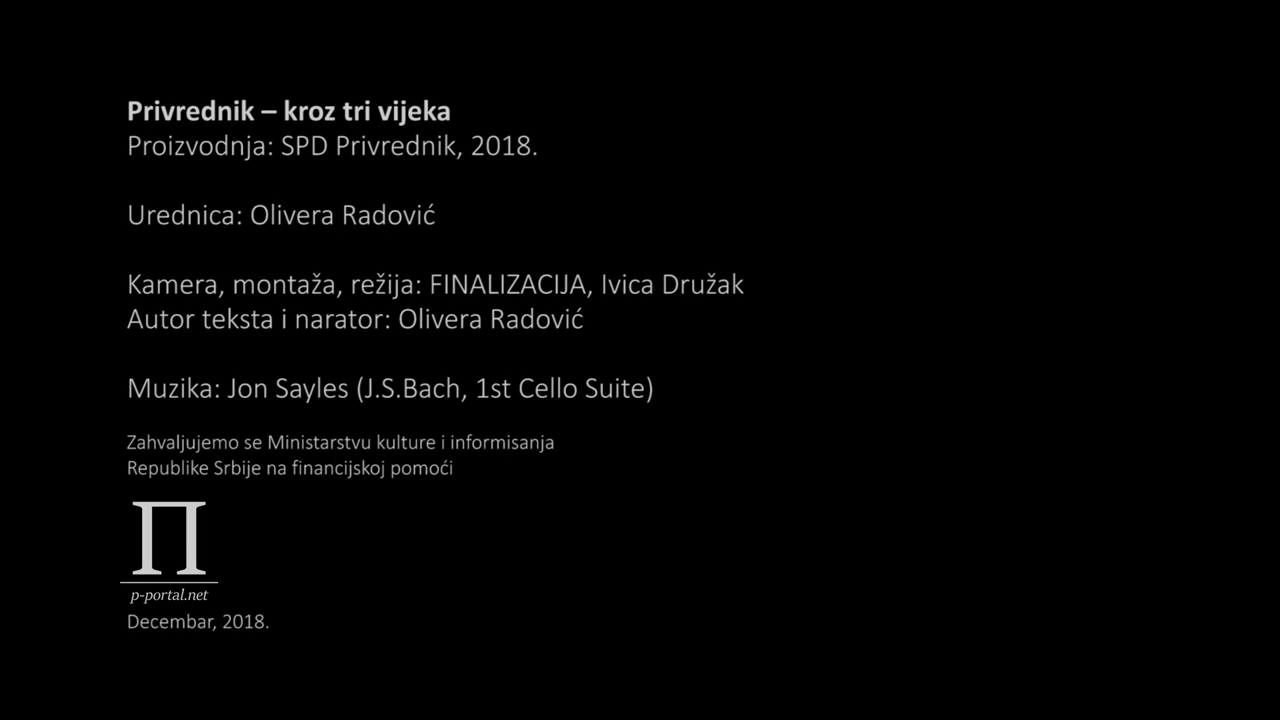 Privrednik – kroz tri vijeka
Proizvodnja: SPD Privrednik, 2018.
Urednica: Olivera Radović
Kamera, montaža, režija: FINALIZACIJA, Ivica Družak
Autor teksta i narator: Olivera Radović
Muzika: Jon Sayles (J.S.Bach, 1st Cello Suite)
Zahvaljujemo se Ministarstvu kulture i informisanja
Republike Srbije na financijskoj pomoći
П
p-portal.net
Decembar, 2018.